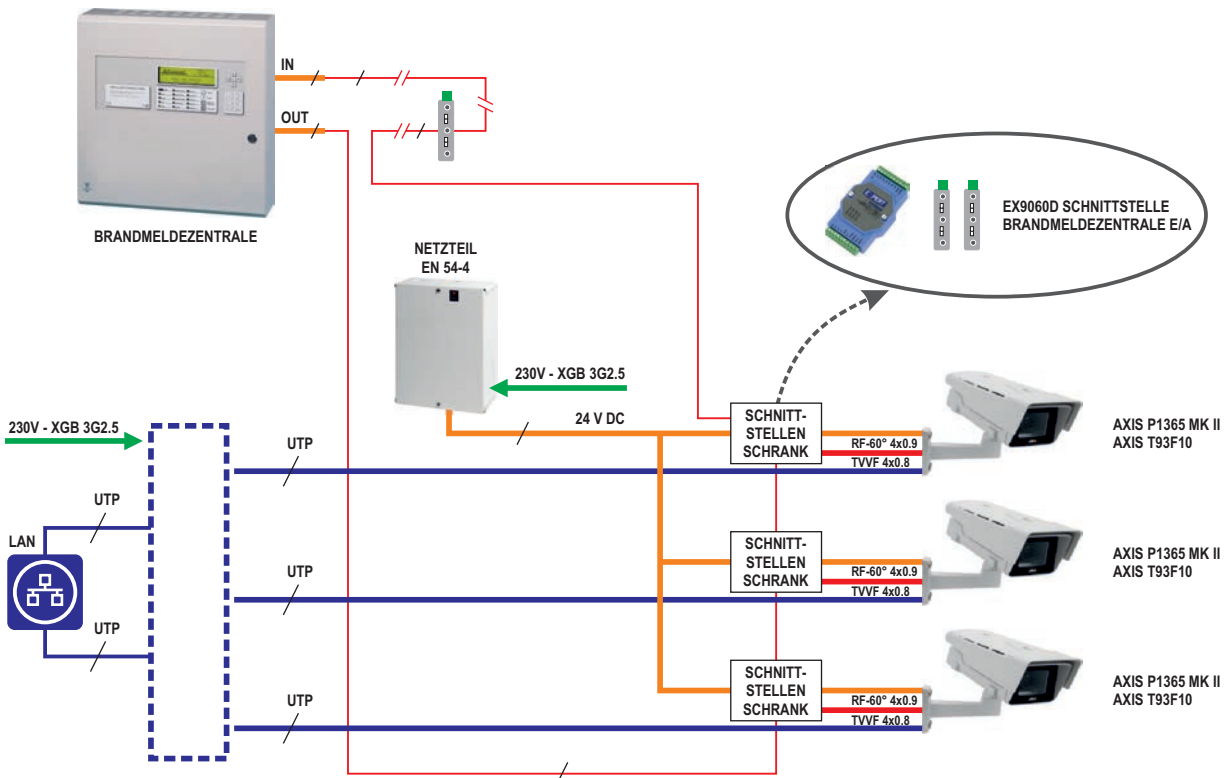 IN
OUT
BRANDMELDEZENTRALE
EX9060D SCHNITTSTELLE
BRANDMELDEZENTRALE E/A
NETZTEIL
EN 54-4
230V - XGB 3G2.5
24 V DC
SCHNITT-
STELLEN
SCHRANK
RF-60° 4x0.9
TVVF 4x0.8
AXIS P1365 MK II
AXIS T93F10
230V - XGB 3G2.5
UTP
UTP
LAN
SCHNITT-
STELLEN
SCHRANK
RF-60° 4x0.9
TVVF 4x0.8
AXIS P1365 MK II
AXIS T93F10
UTP
UTP
SCHNITT-
STELLEN
SCHRANK
RF-60° 4x0.9
TVVF 4x0.8
AXIS P1365 MK II
AXIS T93F10
UTP